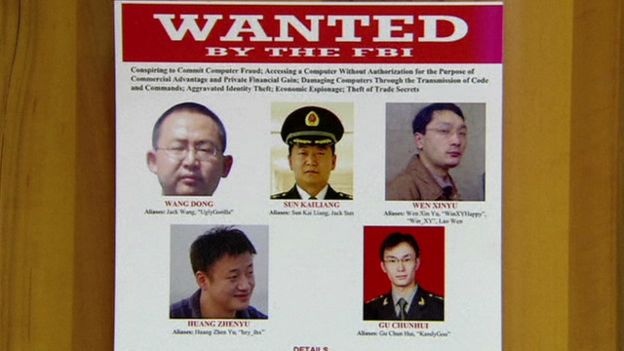 WANTED
BY THE FBI
Conspiring to Commit Computer Fraud; Accessing a Computer Without Authorization for the Purpose of
Commercial Advantage and Private Financial Gain; Damaging Computers Through the Transmission of Code
and Commands; Aggravated Identity Theft; Economic Espionage; Theft of Trade Secrets
WANG DONG
Aliases: Jack Wang, "UglyGorilla"
SUN KAILIANG
Aliases: Sun Kai Liang, Jack Sun
WEN XINYU
Aliases: Wen Xin Yu, "WinXYHappy",
"Win_XY", Lao Wen
HUANG ZHENYU
Aliases: Huang Zhen Yu, "hzy_lhx"
GU CHUNHUI
Aliases: Gu Chun Hui, "KandyGoo"
DETAILS